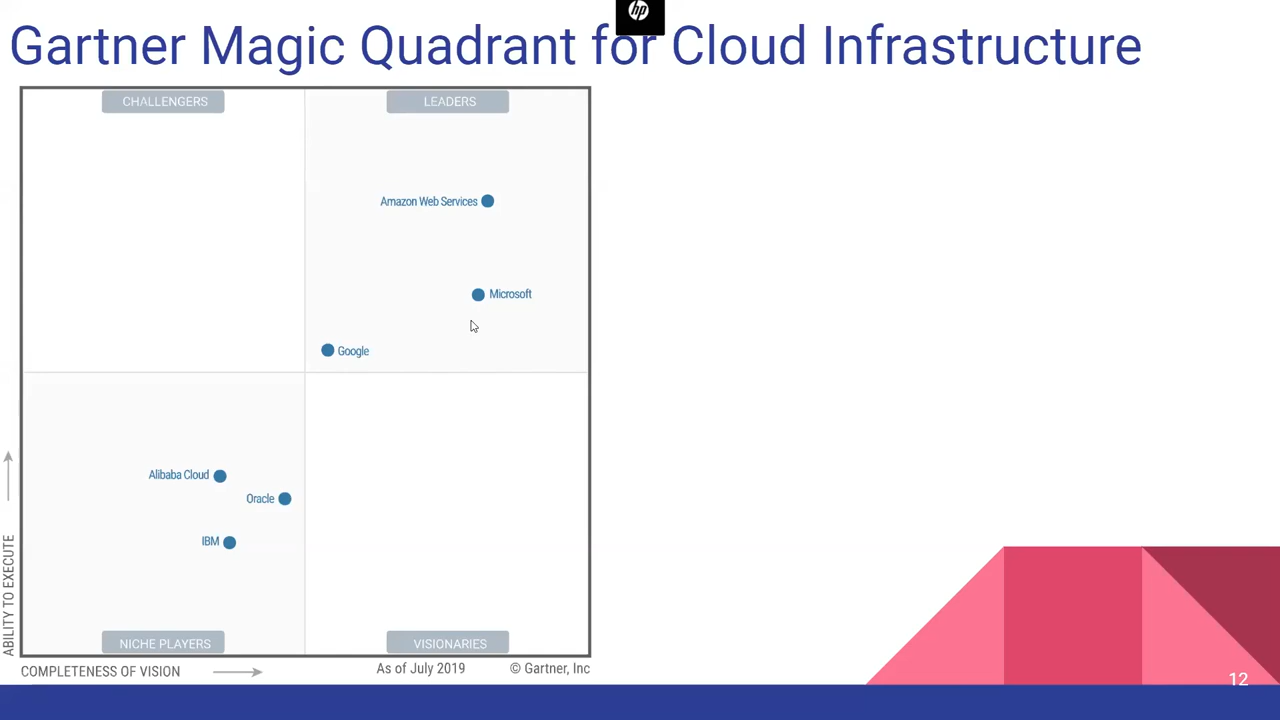 hp
Gartner Magic Quadrant for Cloud Infrastructure
CHALLENGERS
LEADERS
Amazon Web Services
Microsoft
Google
Alibaba Cloud
Oracle
IBM
NICHE PLAYERS
VISIONARIES
ABILITY TO EXECUTE
COMPLETENESS OF VISION
As of July 2019
© Gartner, Inc
12